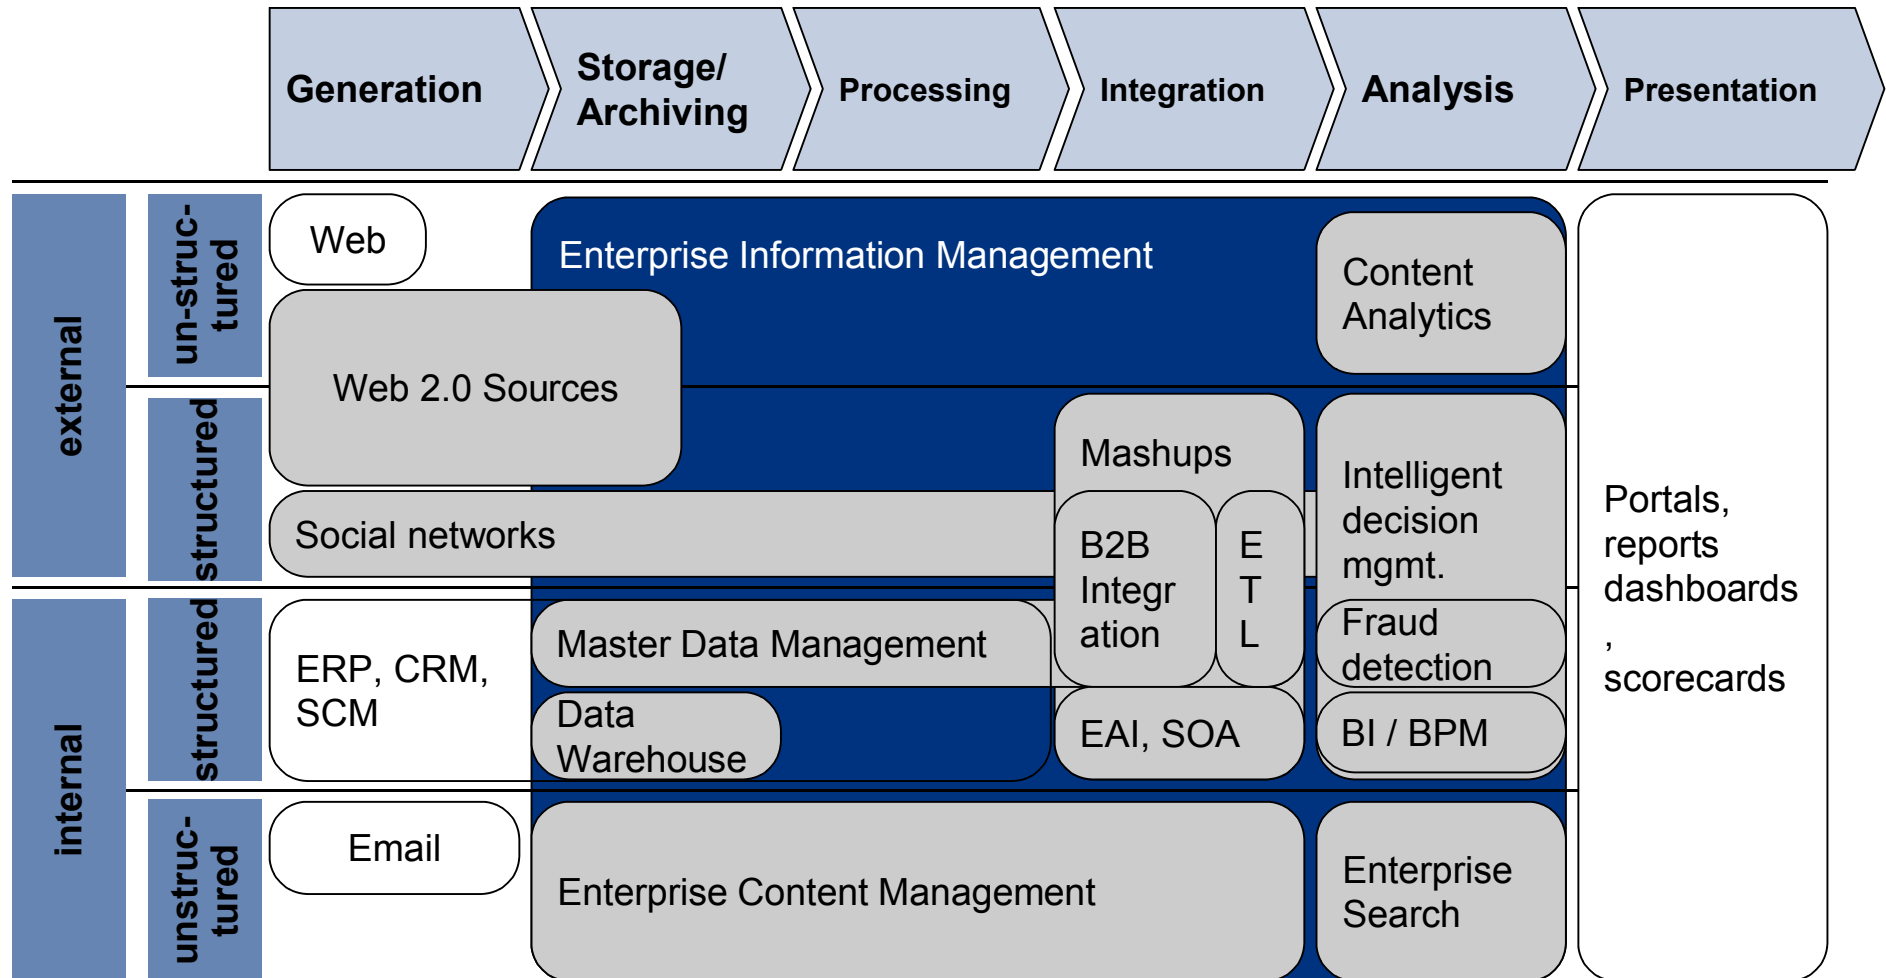 Generation
Storage/
Archiving
Processing
Integration
Analysis
Presentation
external
un-struc-
tured
structured
internal
structured
unstruc-
tured
Web
Enterprise Information Management
Content
Analytics
Web 2.0 Sources
Mashups
Intelligent
decision
mgmt.
Social networks
B2B
Integr
ation
E
T
L
ERP, CRM,
SCM
Master Data Management
Fraud
detection
Data
Warehouse
EAI, SOA
BI / BPM
Email
Enterprise Content Management
Enterprise
Search
Portals,
reports
dashboards
,
scorecards